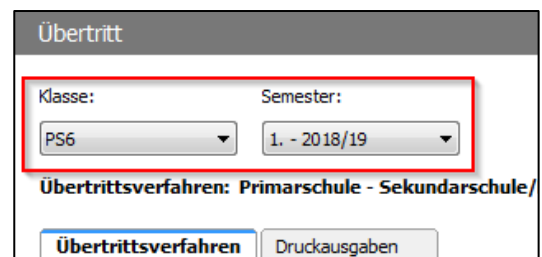 Übertritt
Klasse: Semester:
PS6 1. - 2018/19
Übertrittsverfahren: Primarschule - Sekundarschule/
Übertrittsverfahren Druckausgaben